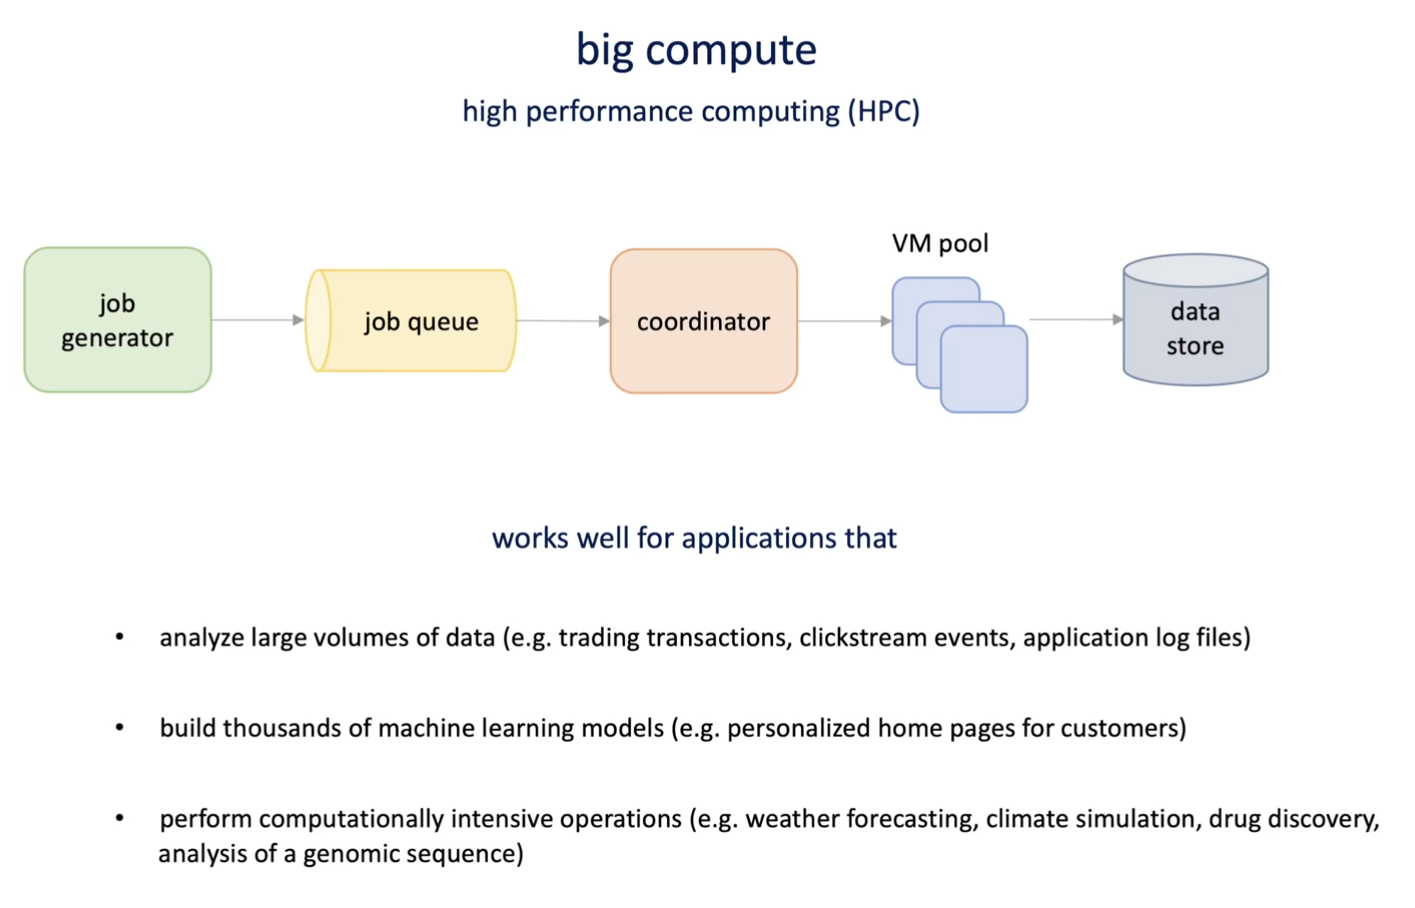 big compute
high performance computing (HPC)
VM pool
job
generator
job queue
coordinator
data
store
works well for applications that
• analyze large volumes of data (e.g. trading transactions, clickstream events, application log files)
• build thousands of machine learning models (e.g. personalized home pages for customers)
• perform computationally intensive operations (e.g. weather forecasting, climate simulation, drug discovery,
analysis of a genomic sequence)